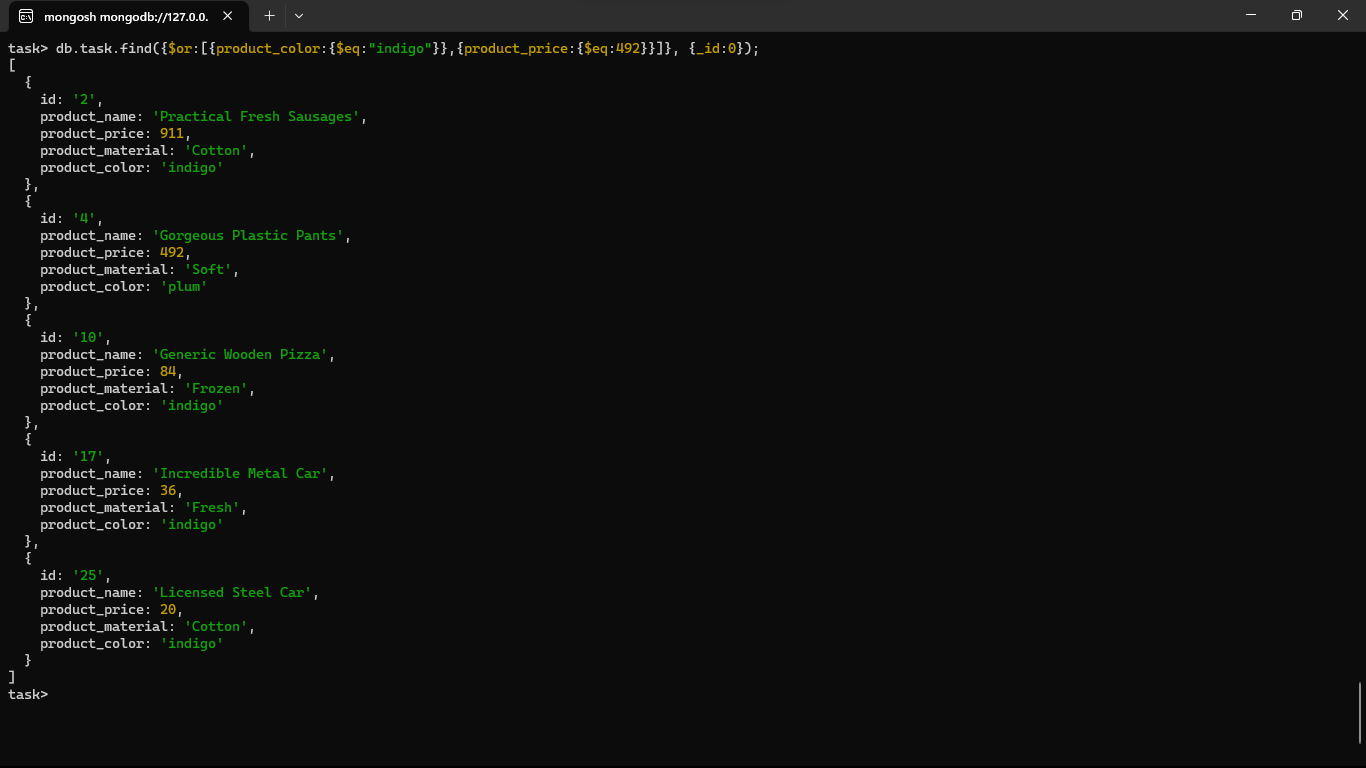 mongosh mongodb://127.0.0.
task> db.task.find({$or:[{product_color:{$eq:"indigo"}},{product_price:{$eq:492}}]}, {_id:0});
[
  {
    id: '2',
    product_name: 'Practical Fresh Sausages',
    product_price: 911,
    product_material: 'Cotton',
    product_color: 'indigo'
  },
  {
    id: '4',
    product_name: 'Gorgeous Plastic Pants',
    product_price: 492,
    product_material: 'Soft',
    product_color: 'plum'
  },
  {
    id: '10',
    product_name: 'Generic Wooden Pizza',
    product_price: 84,
    product_material: 'Frozen',
    product_color: 'indigo'
  },
  {
    id: '17',
    product_name: 'Incredible Metal Car',
    product_price: 36,
    product_material: 'Fresh',
    product_color: 'indigo'
  },
  {
    id: '25',
    product_name: 'Licensed Steel Car',
    product_price: 20,
    product_material: 'Cotton',
    product_color: 'indigo'
  }
]
task>